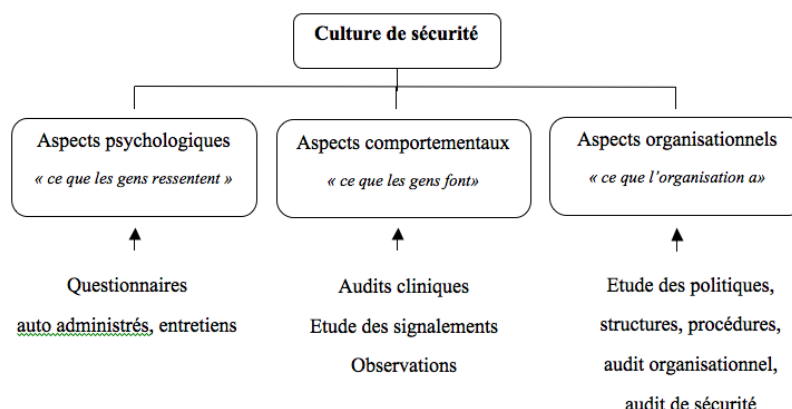 Culture de sécurité
Aspects psychologiques
« ce que les gens ressentent »
Aspects comportementaux
« ce que les gens font»
Aspects organisationnels
« ce que l’organisation a»
Questionnaires
auto administrés, entretiens
Audits cliniques
Etude des signalements
Observations
Etude des politiques,
structures, procédures,
audit organisationnel,
audit de sécurité